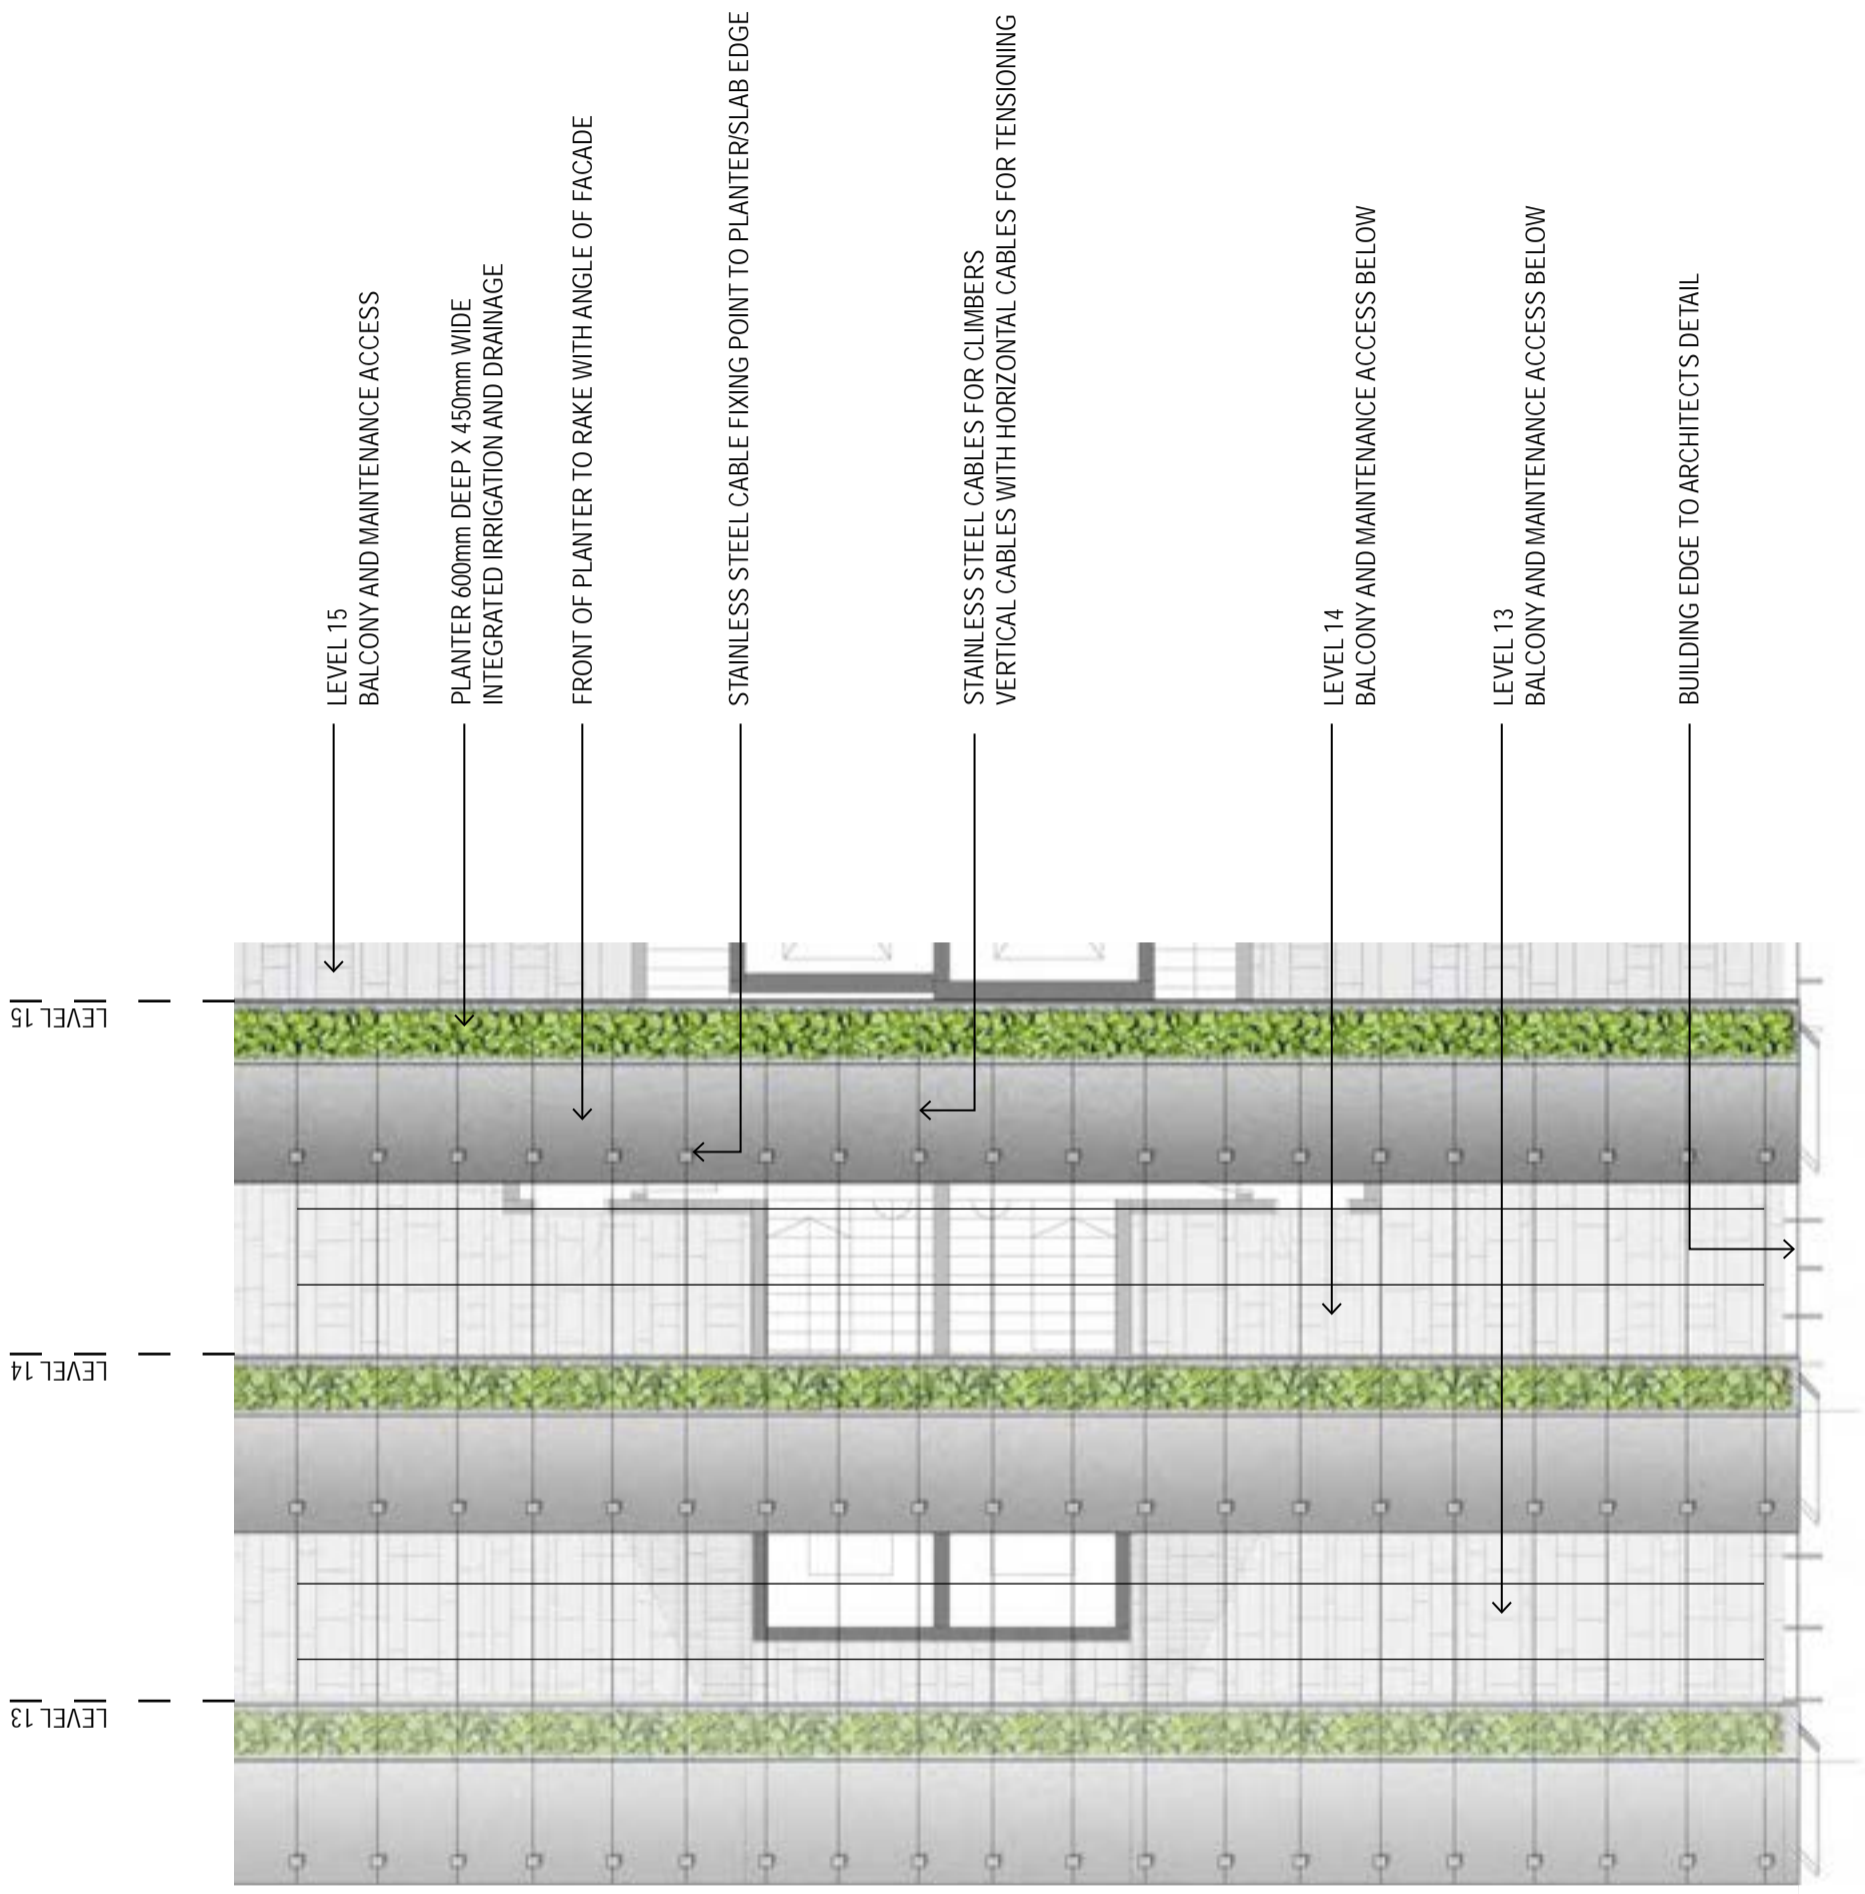 LEVEL 15
BALCONY AND MAINTENANCE ACCESS
PLANTER 600mm DEEP X 450mm WIDE
INTEGRATED IRRIGATION AND DRAINAGE
FRONT OF PLANTER TO RAKE WITH ANGLE OF FACADE
STAINLESS STEEL CABLE FIXING POINT TO PLANTER/SLAB EDGE
STAINLESS STEEL CABLES FOR CLIMBERS
VERTICAL CABLES WITH HORIZONTAL CABLES FOR TENSIONING
LEVEL 14
BALCONY AND MAINTENANCE ACCESS BELOW
LEVEL 13
BALCONY AND MAINTENANCE ACCESS BELOW
BUILDING EDGE TO ARCHITECTS DETAIL
LEVEL 15
LEVEL 14
LEVEL 13